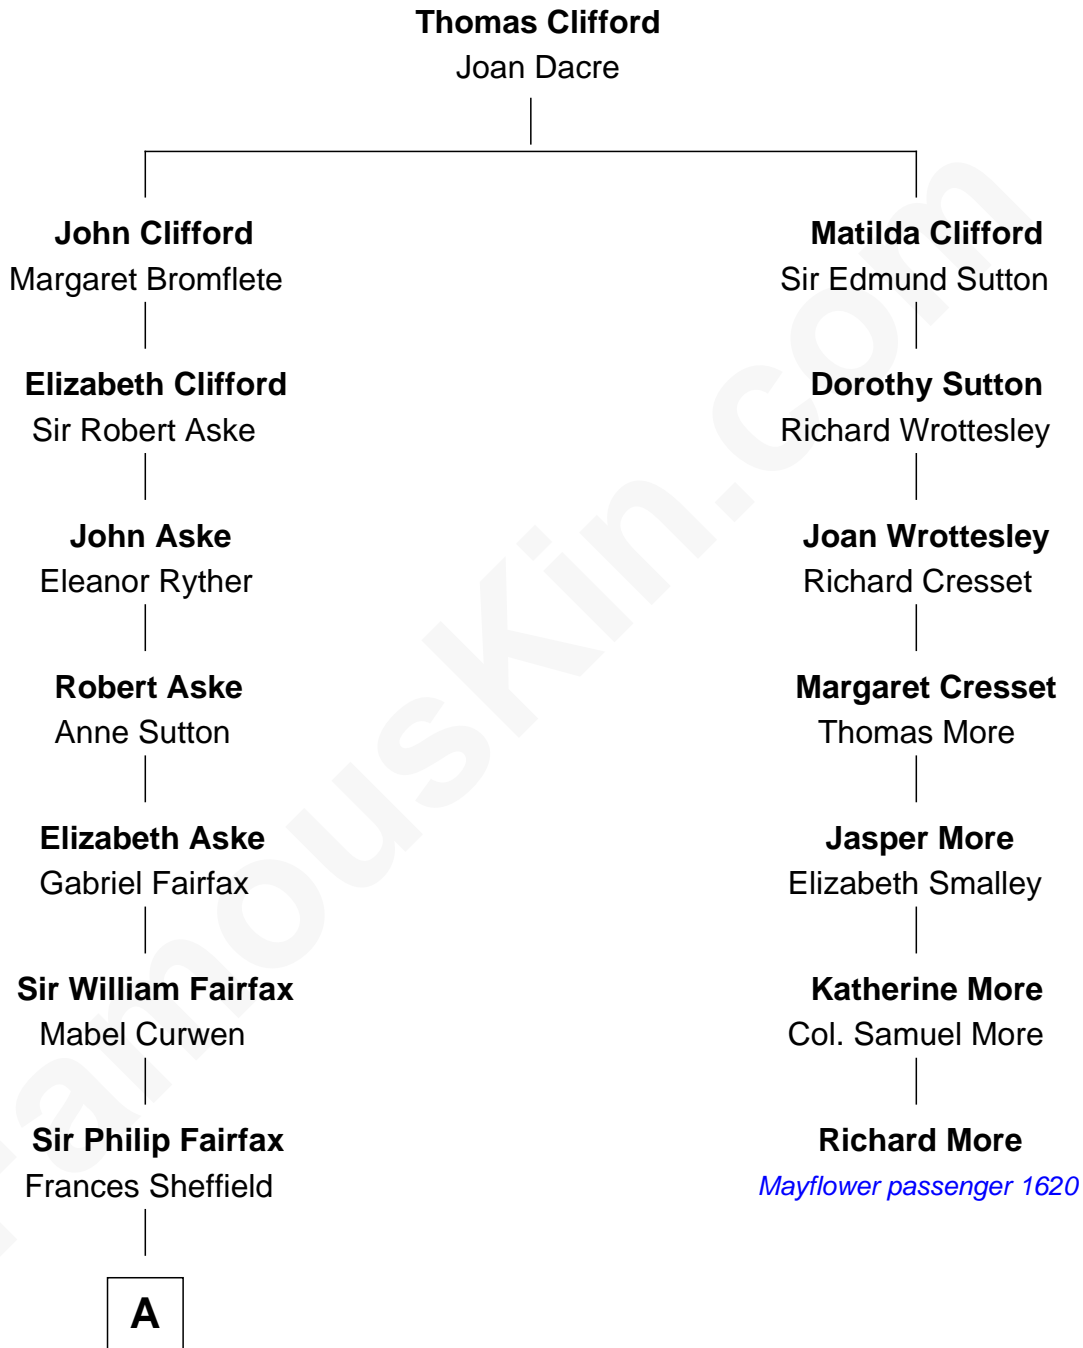 Thomas Clifford
Joan Dacre
John Clifford
Margaret Bromflete
Matilda Clifford
Sir Edmund Sutton
Elizabeth Clifford
Sir Robert Aske
Dorothy Sutton
Richard Wrottesley
John Aske
Eleanor Ryther
Joan Wrottesley
Richard Cresset
Robert Aske
Anne Sutton
Margaret Cresset
Thomas More
Elizabeth Aske
Gabriel Fairfax
Jasper More
Elizabeth Smalley
Sir William Fairfax
Mabel Curwen
Katherine More
Col. Samuel More
Sir Philip Fairfax
Frances Sheffield
Richard More
Mayflower passenger 1620
A
FamousKin.com